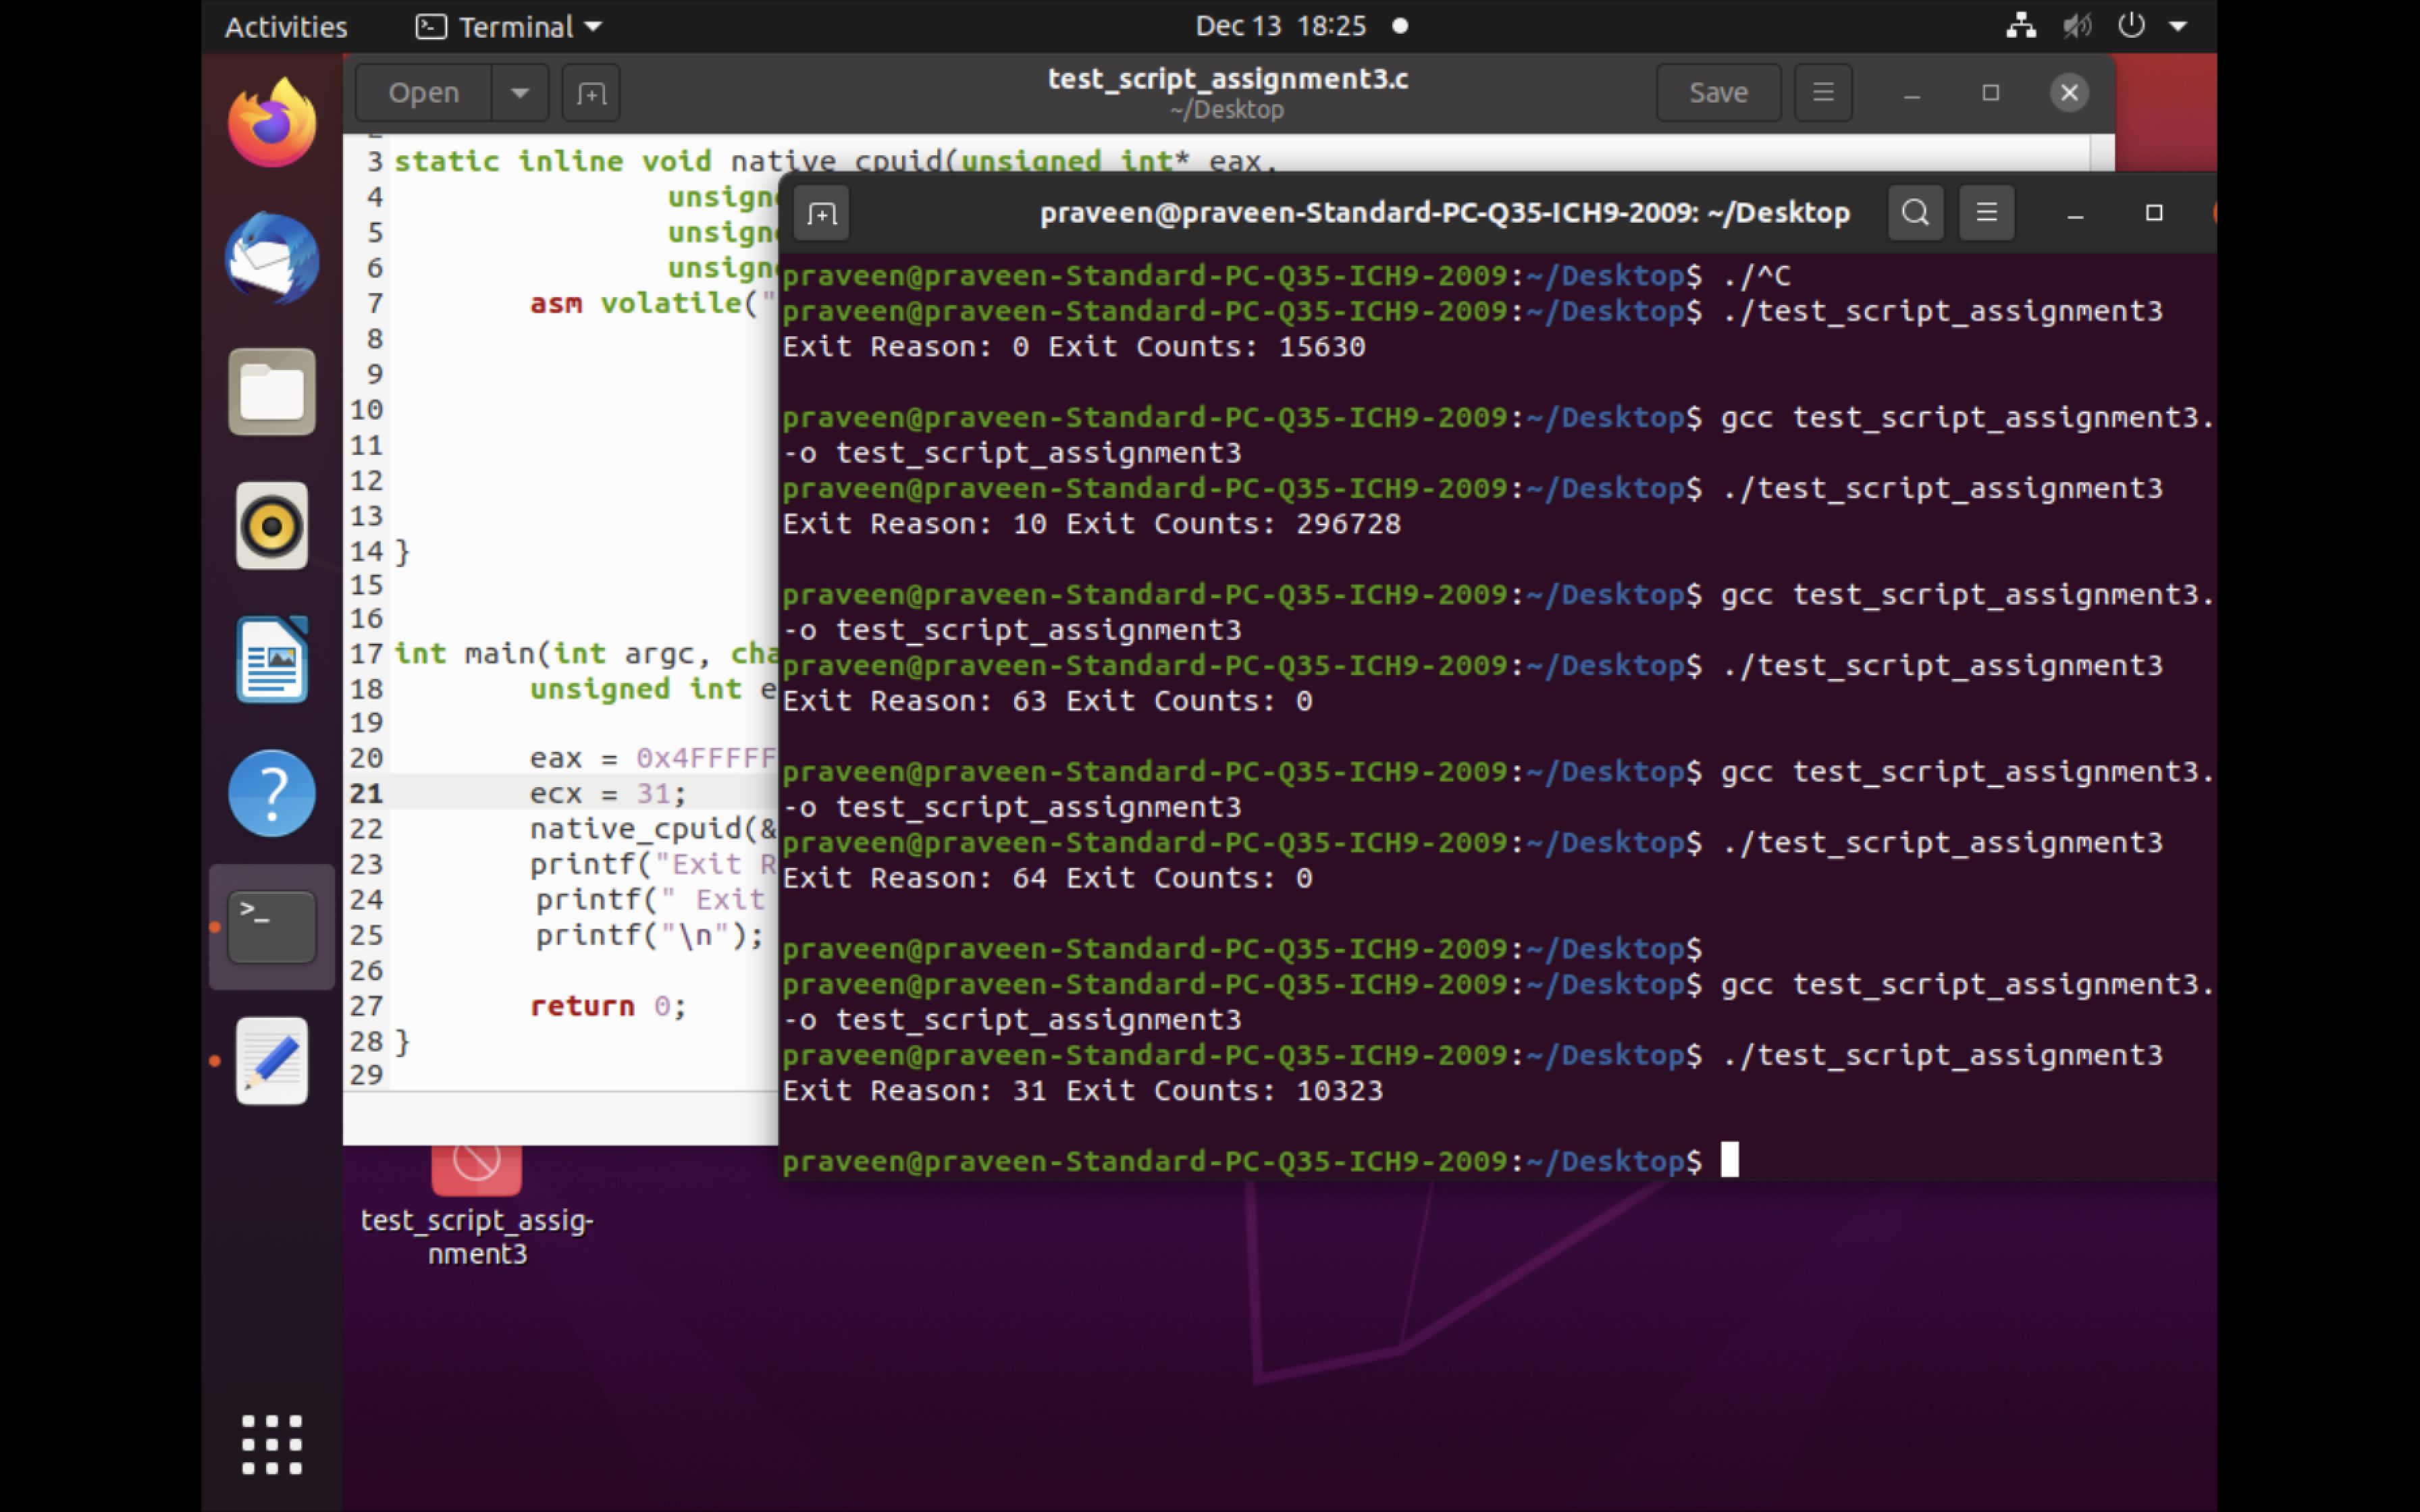 Activities
Terminal
Dec 13 18:25
Open
test_script_assignment3.c
~/Desktop
Save
3 static inline void native_cpuid(unsigned int* eax,
4 unsign
5 unsign
6 unsign
7 asm volatile("
8
9
10
11
12
13
14 }
15
16
17 int main(int argc, cha
18 unsigned int e
19
20 eax = 0x4FFFFF
21 ecx = 31;
22 native_cpuid(&
23 printf("Exit R
24 printf(" Exit
25 printf("\n");
26
27 return 0;
28 }
29
praveen@praveen-Standard-PC-Q35-ICH9-2009: ~/Desktop
praveen@praveen-Standard-PC-Q35-ICH9-2009:~/Desktop$ ./^C
praveen@praveen-Standard-PC-Q35-ICH9-2009:~/Desktop$ ./test_script_assignment3
Exit Reason: 0 Exit Counts: 15630
praveen@praveen-Standard-PC-Q35-ICH9-2009:~/Desktop$ gcc test_script_assignment3.
-o test_script_assignment3
praveen@praveen-Standard-PC-Q35-ICH9-2009:~/Desktop$ ./test_script_assignment3
Exit Reason: 10 Exit Counts: 296728
praveen@praveen-Standard-PC-Q35-ICH9-2009:~/Desktop$ gcc test_script_assignment3.
-o test_script_assignment3
praveen@praveen-Standard-PC-Q35-ICH9-2009:~/Desktop$ ./test_script_assignment3
Exit Reason: 63 Exit Counts: 0
praveen@praveen-Standard-PC-Q35-ICH9-2009:~/Desktop$ gcc test_script_assignment3.
-o test_script_assignment3
praveen@praveen-Standard-PC-Q35-ICH9-2009:~/Desktop$ ./test_script_assignment3
Exit Reason: 64 Exit Counts: 0
praveen@praveen-Standard-PC-Q35-ICH9-2009:~/Desktop$
praveen@praveen-Standard-PC-Q35-ICH9-2009:~/Desktop$ gcc test_script_assignment3.
-o test_script_assignment3
praveen@praveen-Standard-PC-Q35-ICH9-2009:~/Desktop$ ./test_script_assignment3
Exit Reason: 31 Exit Counts: 10323
praveen@praveen-Standard-PC-Q35-ICH9-2009:~/Desktop$
test_script_assig-
nment3